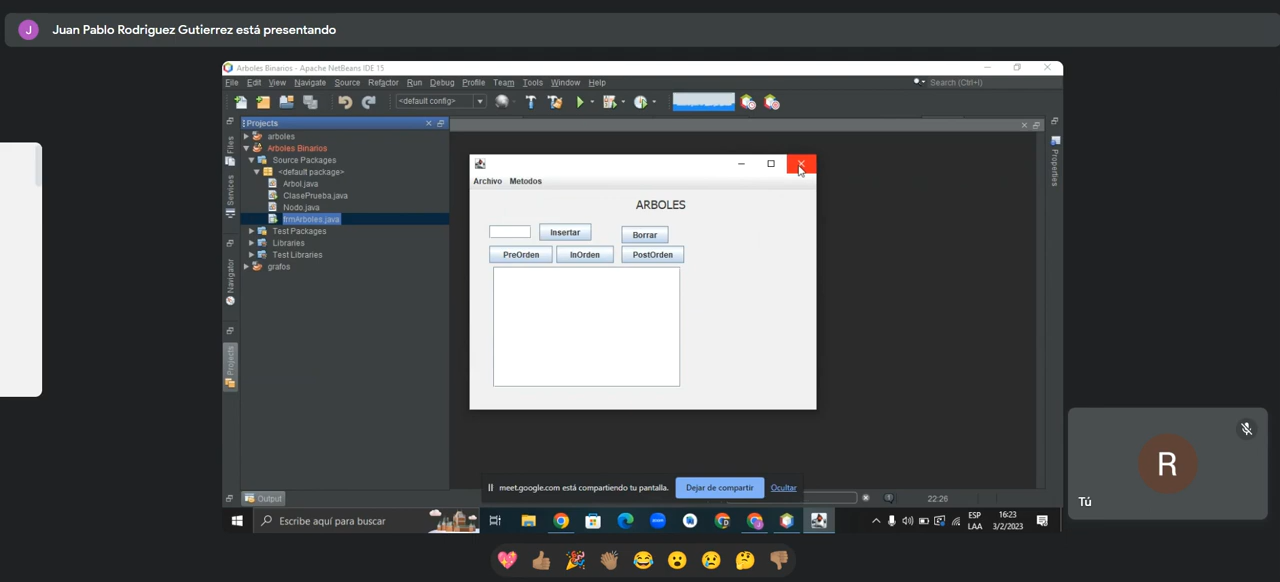 J Juan Pablo Rodriguez Gutierrez está presentando
Arboles Binarios - Apache NetBeans IDE 15
File Edit View Navigate Source Refactor Run Debug Profile Team Tools Window Help Search (Ctrl+I)
<default config>
Projects
Files
Services
Navigator
Projects
Properties
arboles
Arboles Binarios
Source Packages
<default package>
Arbol.java
ClasePrueba.java
Nodo.java
frmArboles.java
Test Packages
Libraries
Test Libraries
grafos
Archivo Metodos
ARBOLES
Insertar Borrar
PreOrden InOrden PostOrden
meet.google.com está compartiendo tu pantalla. Dejar de compartir Ocultar
Output
22:26
Escribe aquí para buscar
zoom
ESP
LAA
16:23
3/2/2023
R
Tú